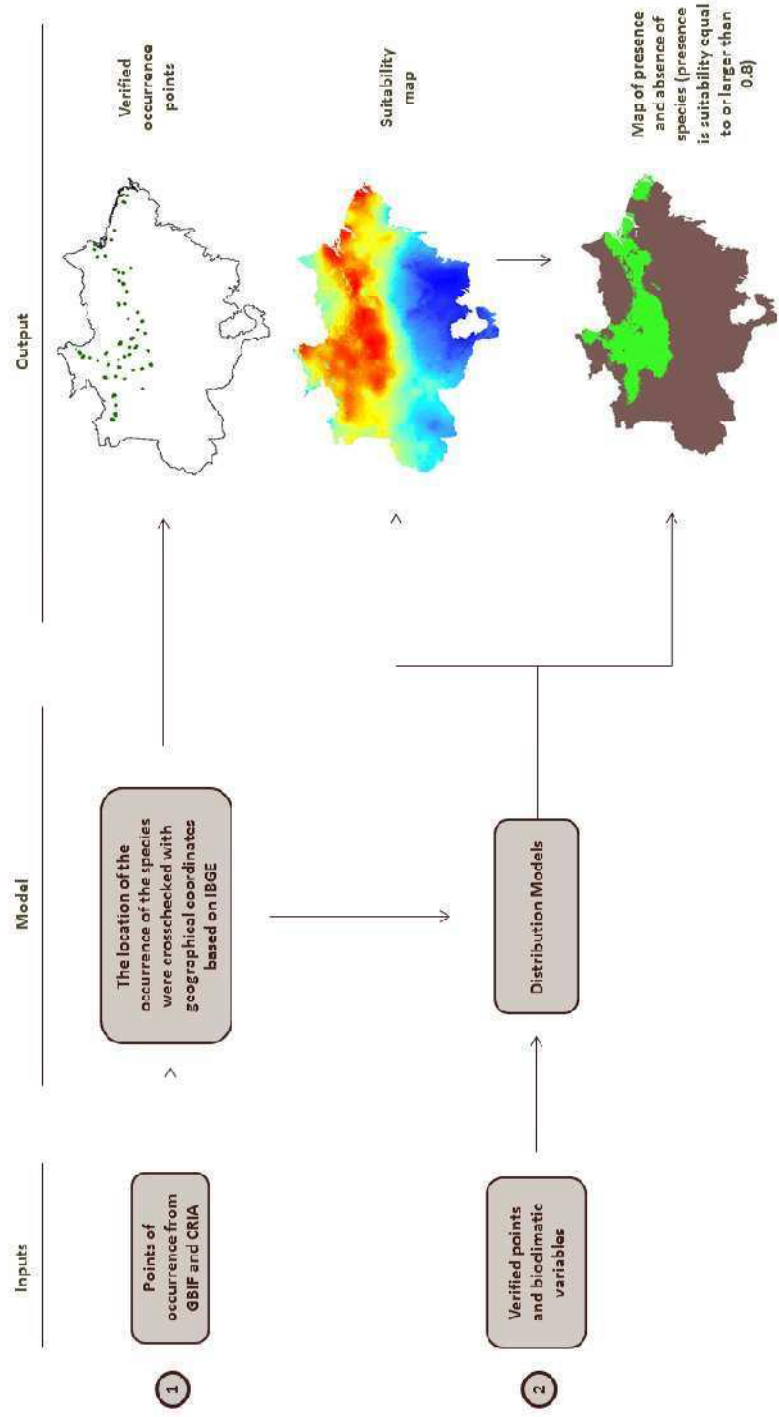 Inputs
Model
Cutput
1
Points of
occurrence from
GBIF and CRIA
The location of the
occurrence of the species
were crosschecked with
geographical coordinates
based on IBGE
Verified
occurrence
points
2
Verified points
and biodimatic
variables
Distribution Models
Suitability
map
Map of presence
and absence of
species (presence
is suitability equal
to or larger than
0.8)